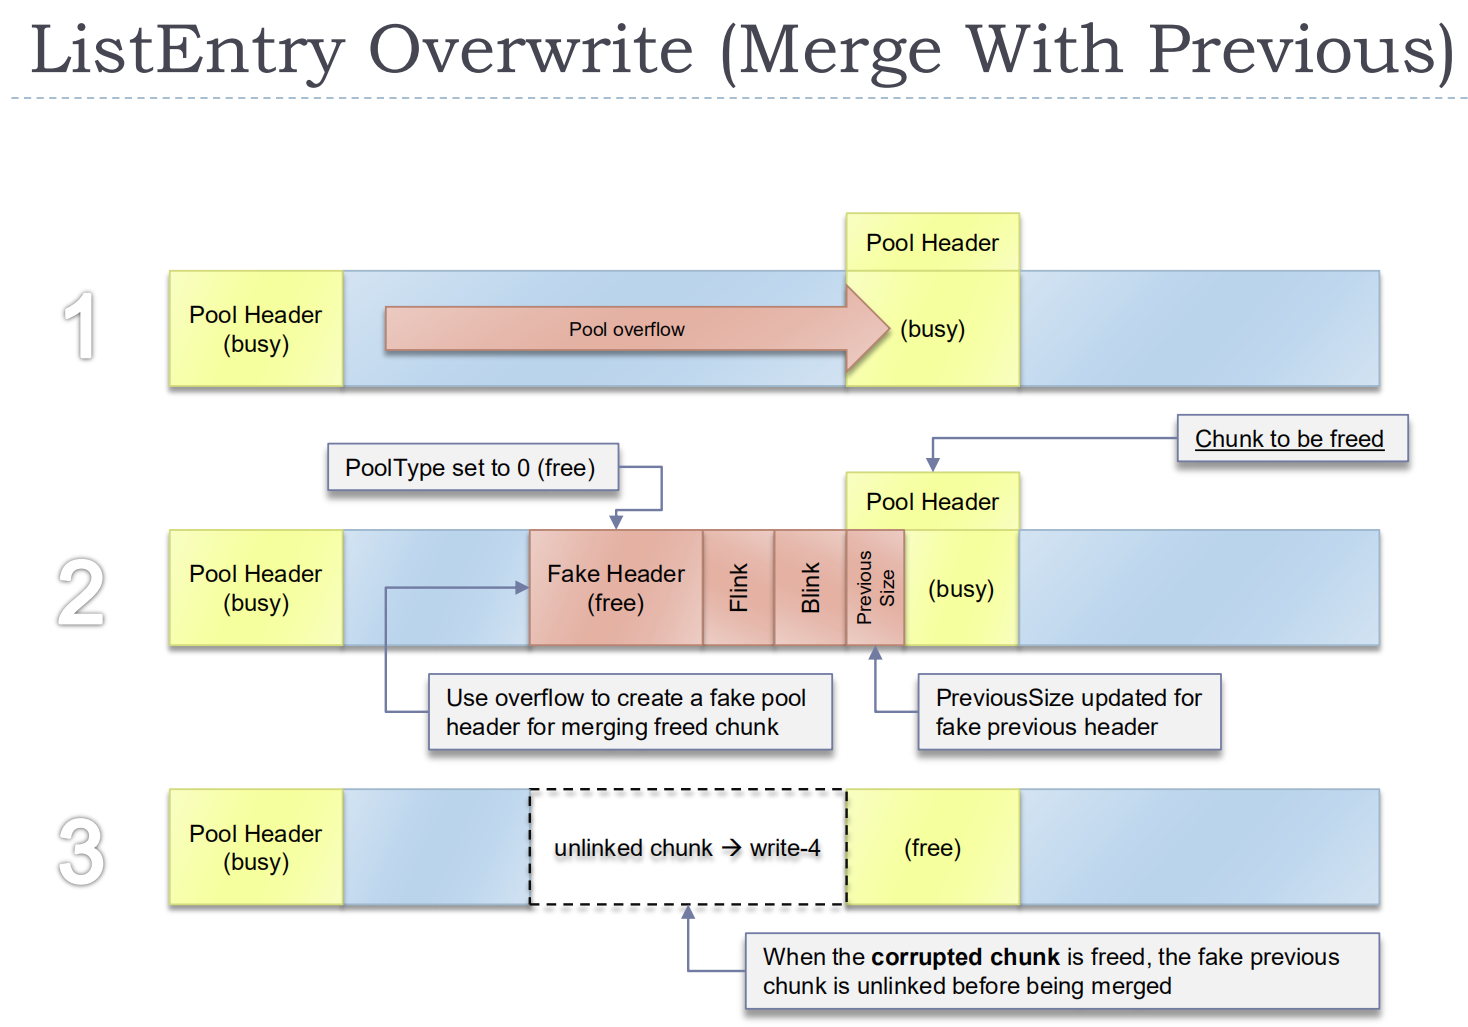 ListEntry Overwrite (Merge With Previous)
1
Pool Header
(busy)
Pool overflow
Pool Header
(busy)
2
PoolType set to 0 (free)
Chunk to be freed
Pool Header
(busy)
Fake Header
(free)
Flink
Blink
Previous
Size
Pool Header
(busy)
Use overflow to create a fake pool
header for merging freed chunk
PreviousSize updated for
fake previous header
3
Pool Header
(busy)
unlinked chunk → write-4
(free)
When the corrupted chunk is freed, the fake previous
chunk is unlinked before being merged